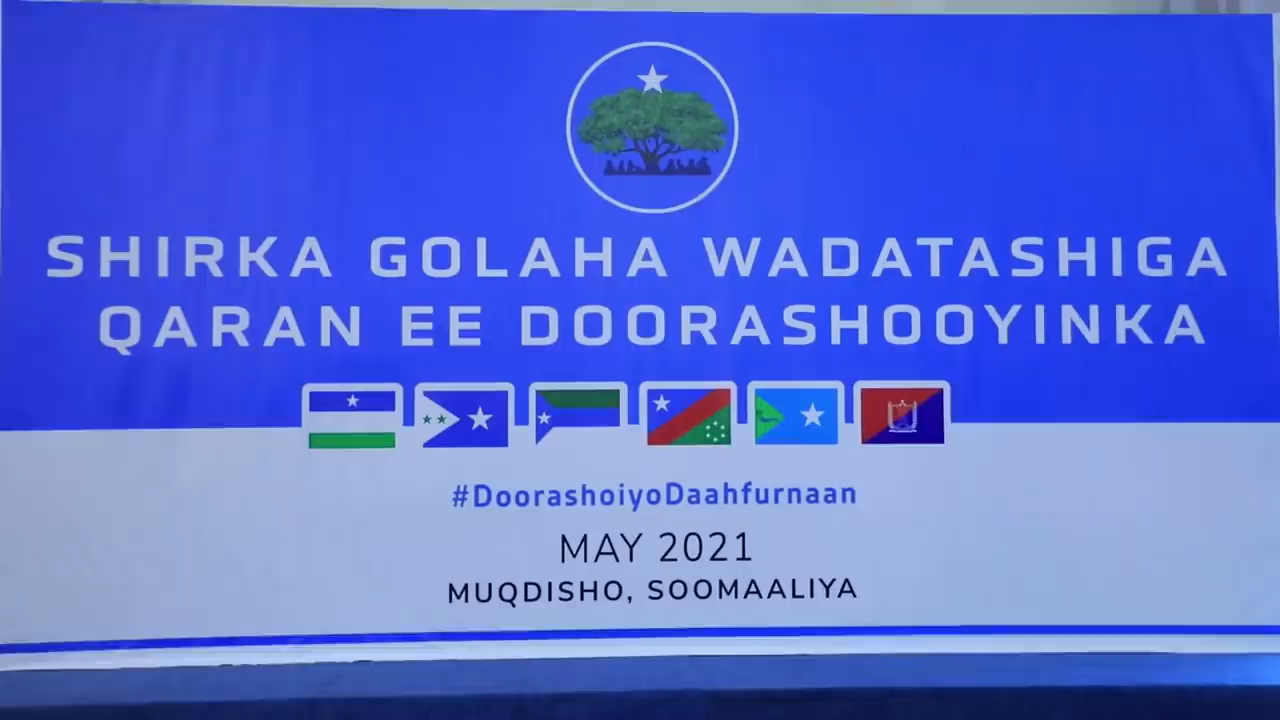 SHIRKA GOLAHA WADATASHIGA
QARAN EE DOORASHOOYINKA
#DoorashoiyoDaahfurnaan
MAY 2021
MUQDISHO, SOOMAALIYA